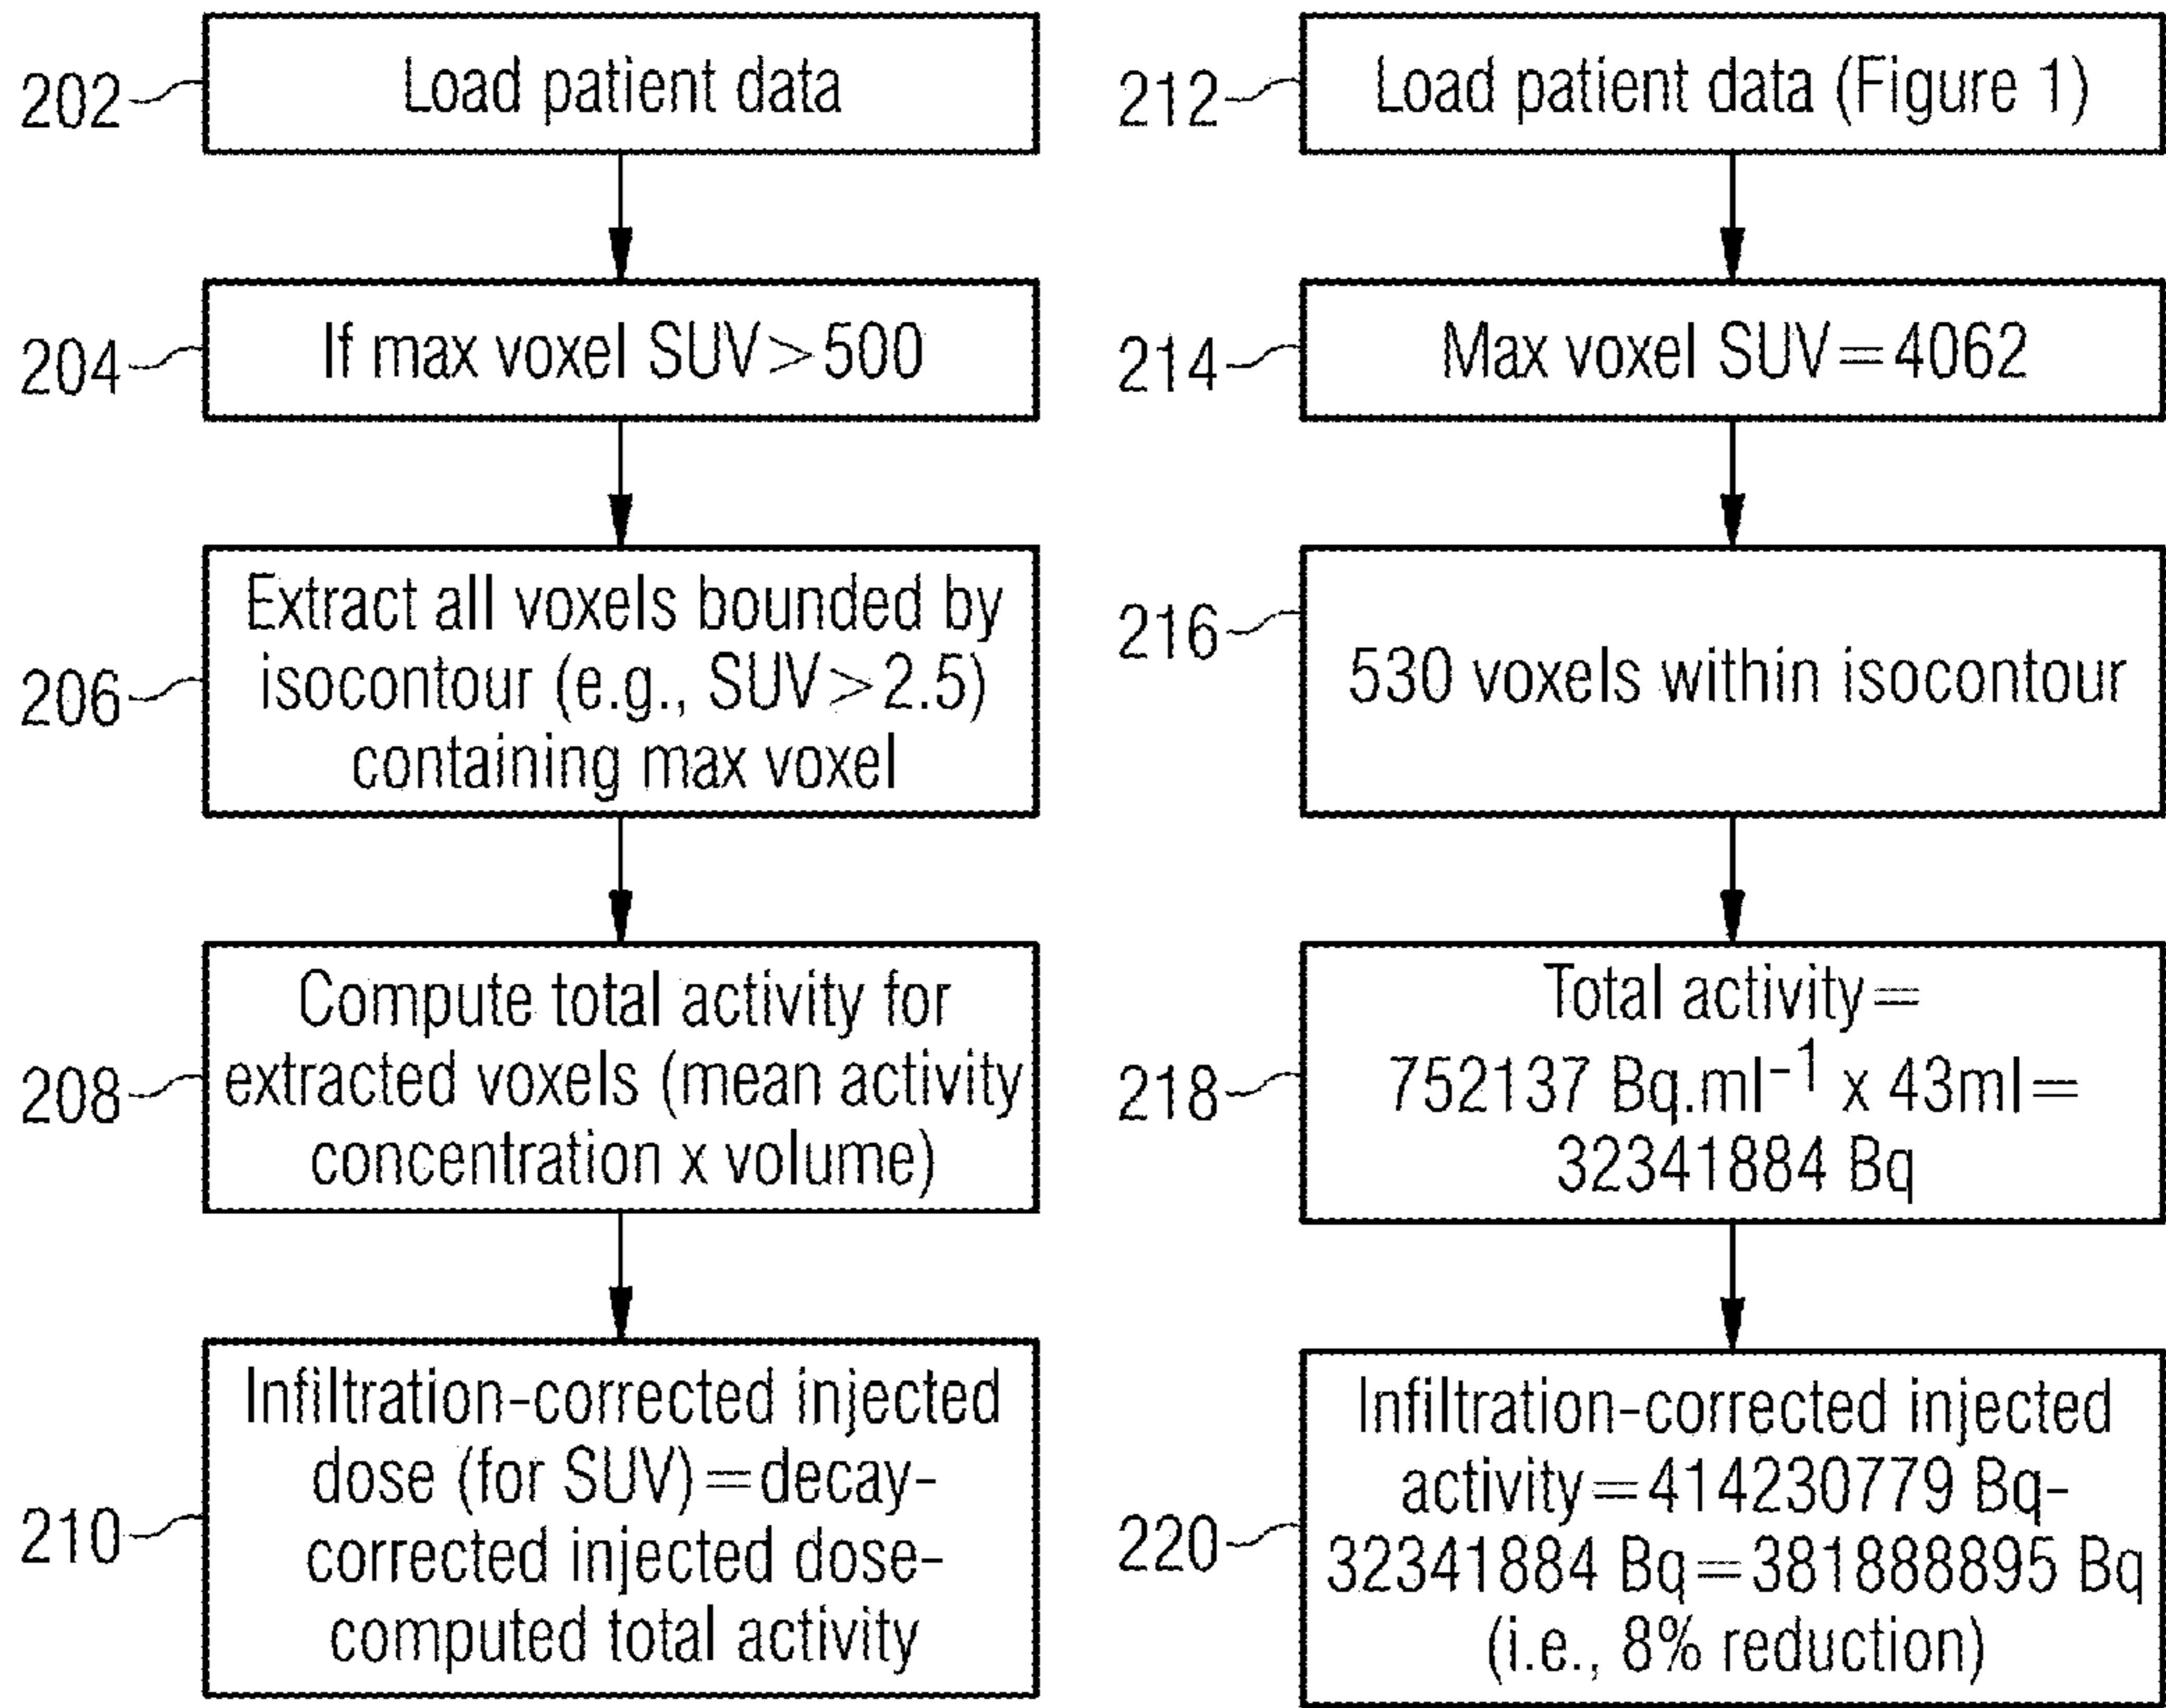 202
Load patient data
204
If max voxel SUV>500
206
Extract all voxels bounded by
isocontour (e.g., SUV>2.5)
containing max voxel
208
Compute total activity for
extracted voxels (mean activity
concentration x volume)
210
Infiltration-corrected injected
dose (for SUV)=decay-
corrected injected dose-
computed total activity
212
Load patient data (Figure 1)
214
Max voxel SUV=4062
216
530 voxels within isocontour
218
Total activity=
752137 Bq.ml⁻¹ x 43ml=
32341884 Bq
220
Infiltration-corrected injected
activity=414230779 Bq-
32341884 Bq=381888895 Bq
(i.e., 8% reduction)